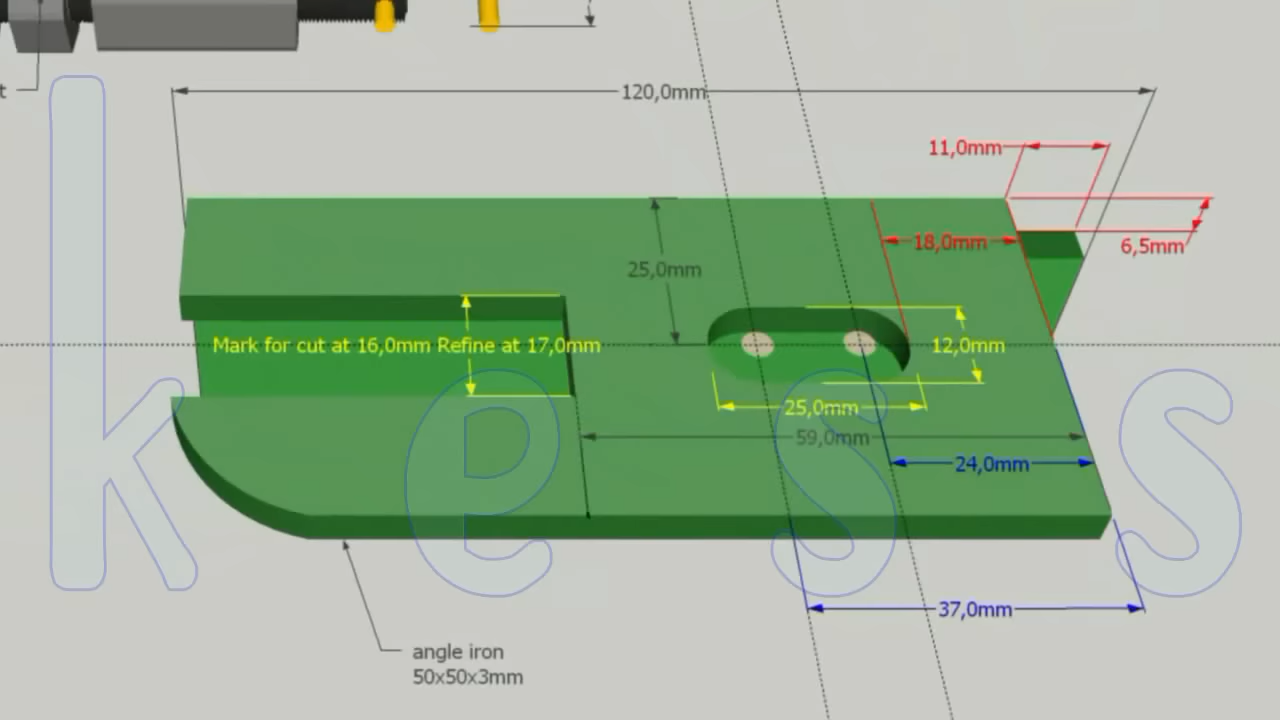 t
120,0mm
11,0mm
18,0mm
6,5mm
25,0mm
Mark for cut at 16,0mm Refine at 17,0mm
12,0mm
25,0mm
59,0mm
24,0mm
kess
37,0mm
angle iron
50x50x3mm